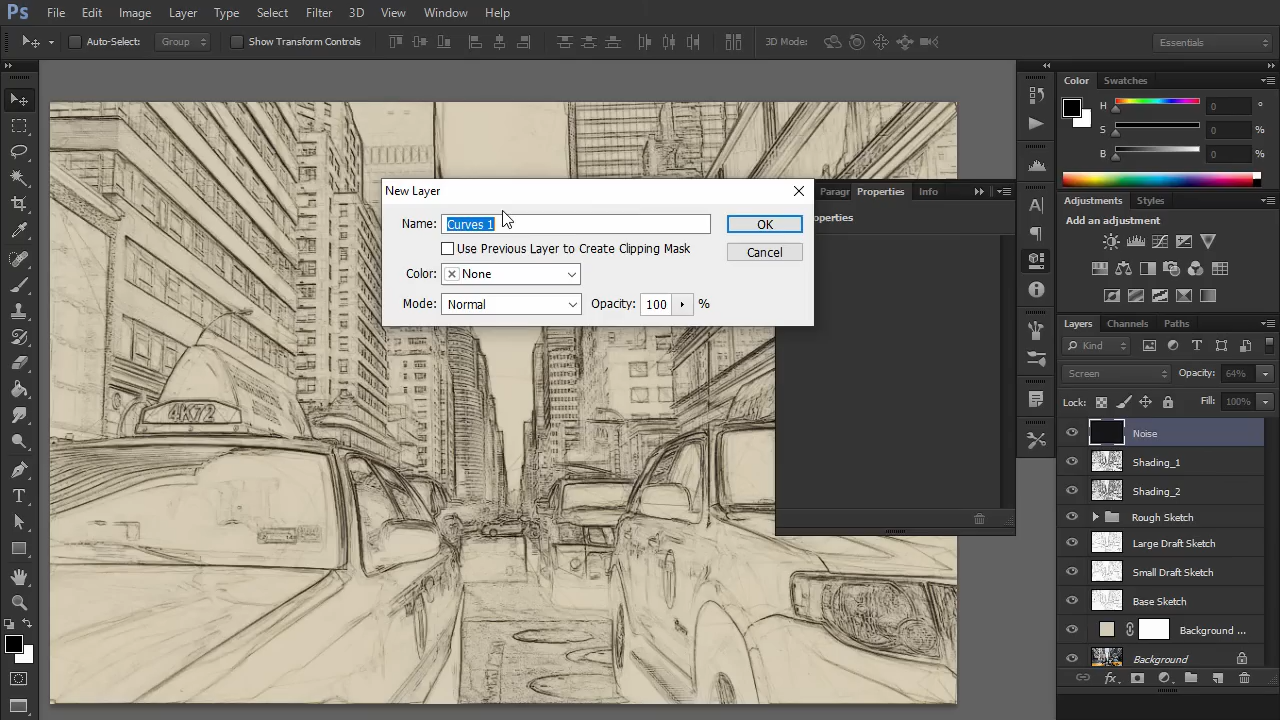 Ps File Edit Image Layer Type Select Filter 3D View Window Help
Auto-Select: Group Show Transform Controls 3D Mode: Essentials
Color Swatches
H 0 °
S 0 %
B 0 %
New Layer
Name: Curves 1 OK
Use Previous Layer to Create Clipping Mask Cancel
Color: None
Mode: Normal Opacity: 100 %
Paragr Properties Info
roperties
Adjustments Styles
Add an adjustment
Layers Channels Paths
Kind
Screen Opacity: 64%
Lock: Fill: 100%
Noise
Shading_1
Shading_2
Rough Sketch
Large Draft Sketch
Small Draft Sketch
Base Sketch
Background ...
Background
4K72